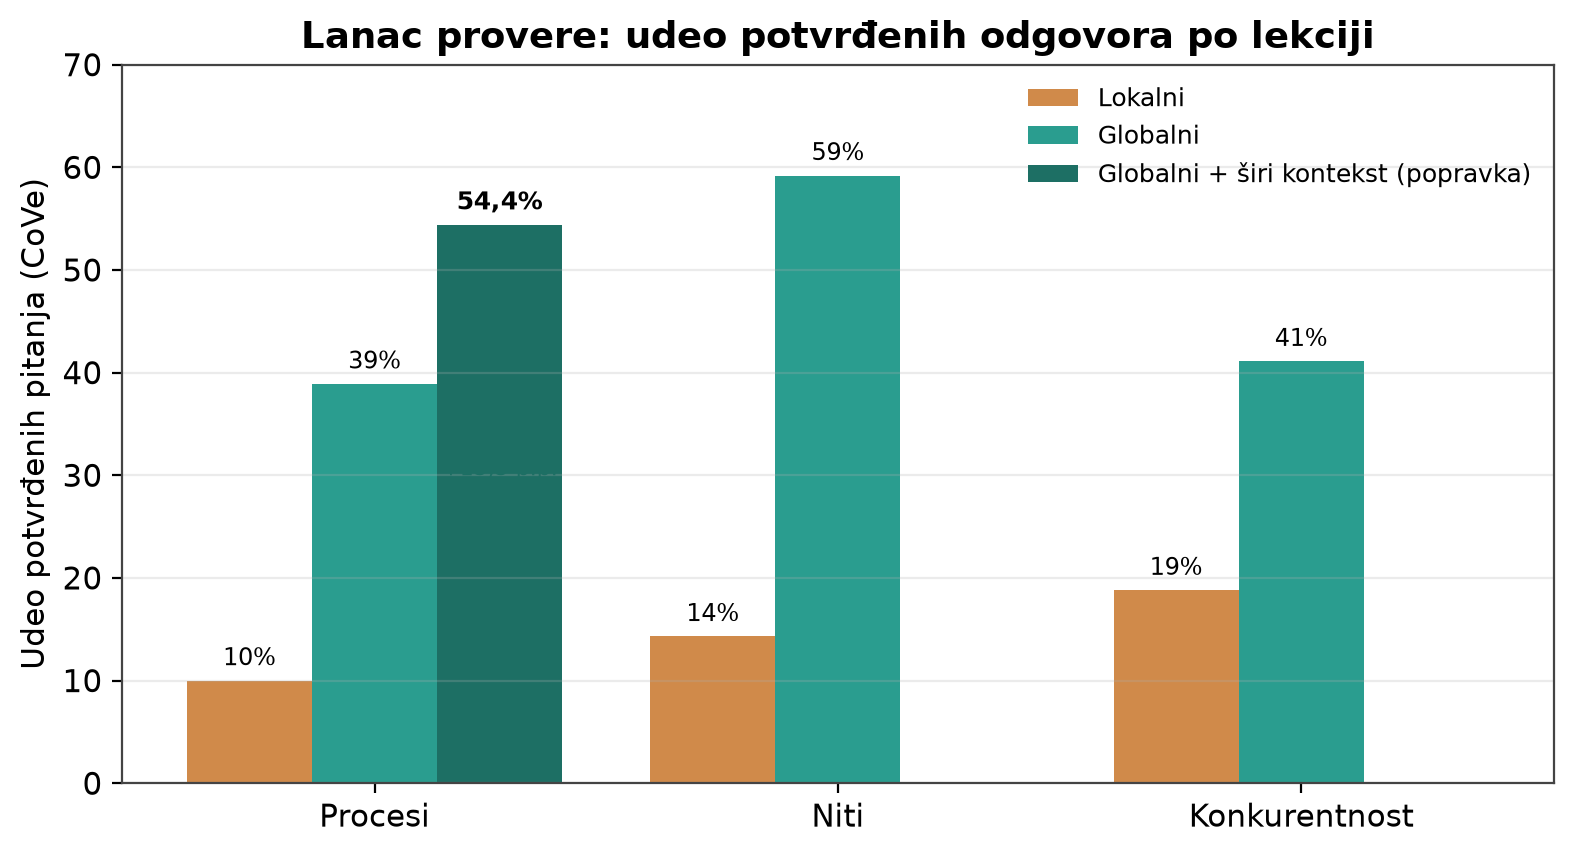 Lanac provere: udeo potvrđenih odgovora po lekciji
Udeo potvrđenih pitanja (CoVe)
70
60
50
40
30
20
10
0
Lokalni
Globalni
Globalni + širi kontekst (popravka)
10%
39%
54,4%
14%
59%
19%
41%
Procesi
Niti
Konkurentnost